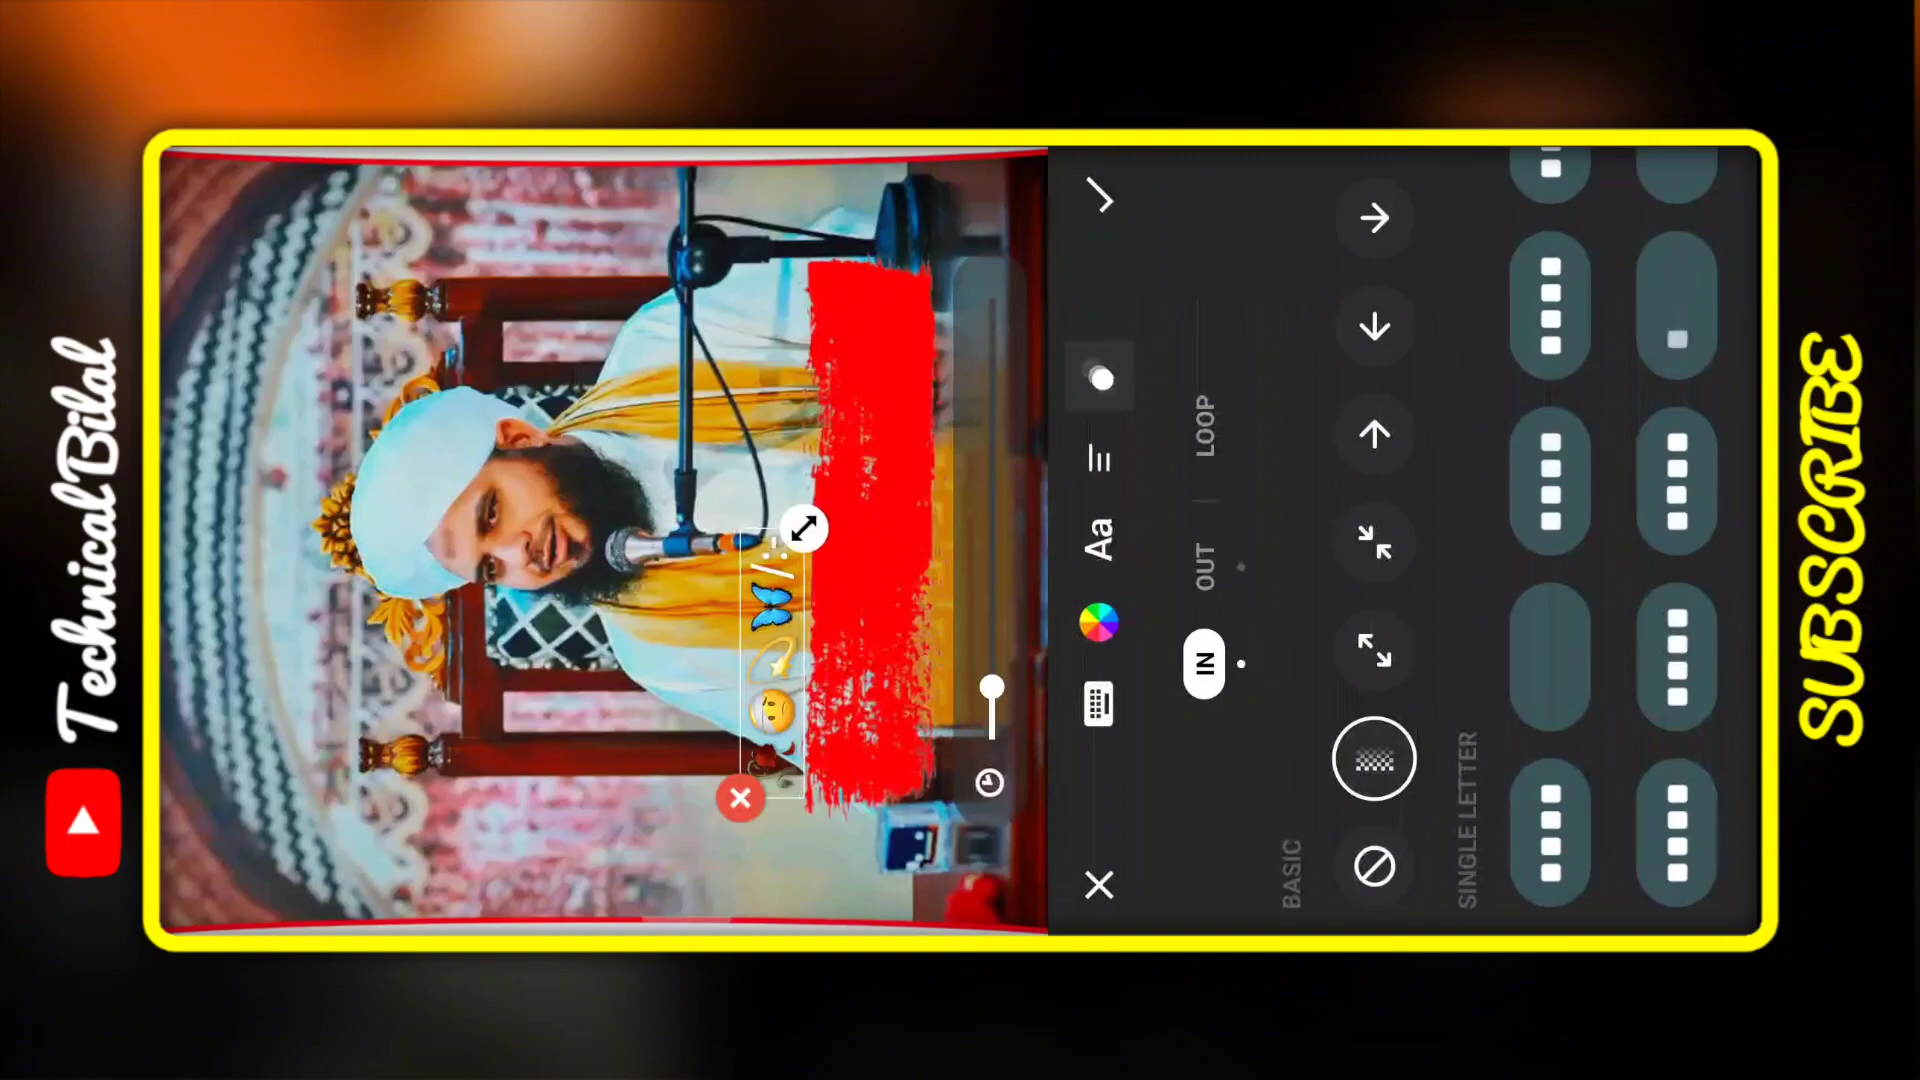 TechnicalBilal
Aa
IN
OUT
LOOP
BASIC
SINGLE LETTER
SUBSCRIBE